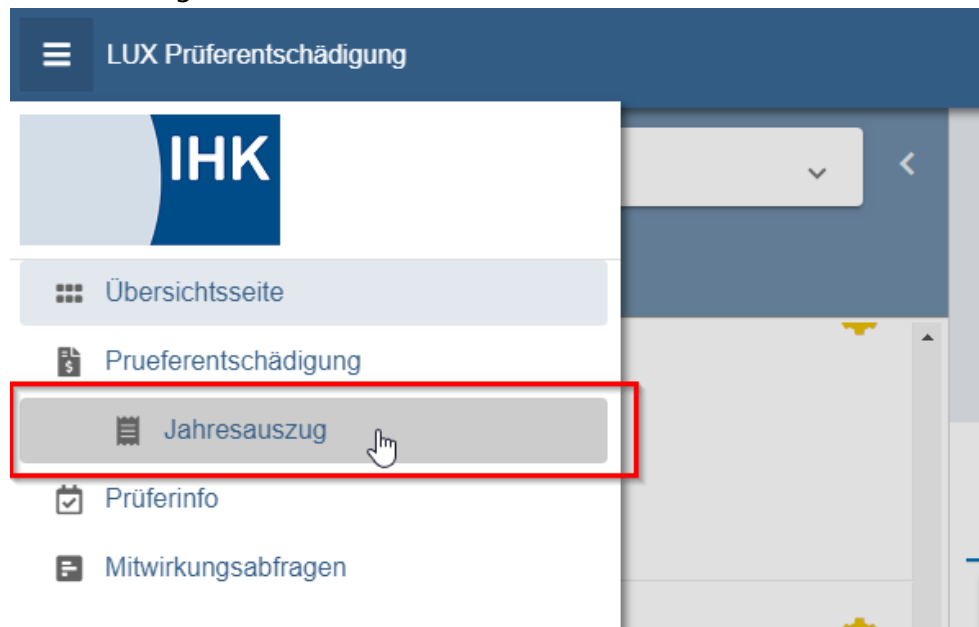 LUX Prüferentschädigung
IHK
Übersichtsseite
Prueferentschädigung
Jahresauszug
Prüferinfo
Mitwirkungsabfragen